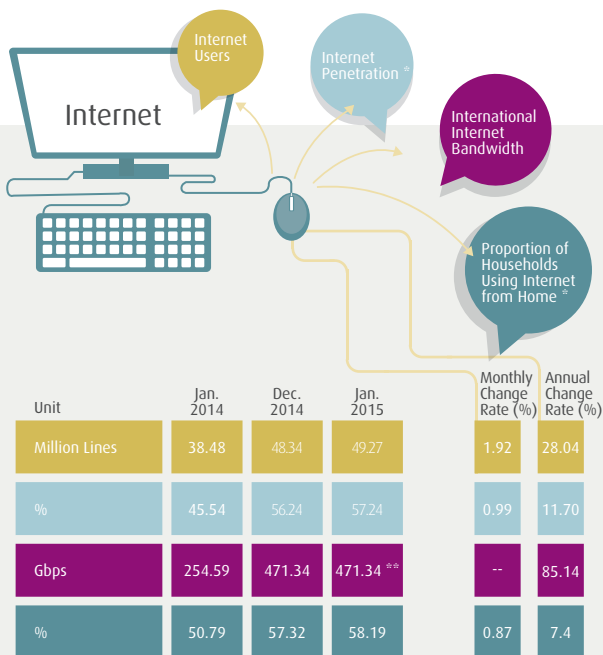 Internet
Users
Internet
Penetration *
Internet
International
Internet
Bandwidth
Proportion of
Households
Using Internet
from Home *
Unit
Jan.
2014
Dec.
2014
Jan.
2015
Monthly
Change
Rate (%)
Annual
Change
Rate (%)
Million Lines 38.48 48.34 49.27 1.92 28.04
% 45.54 56.24 57.24 0.99 11.70
Gbps 254.59 471.34 471.34 ** -- 85.14
% 50.79 57.32 58.19 0.87 7.4